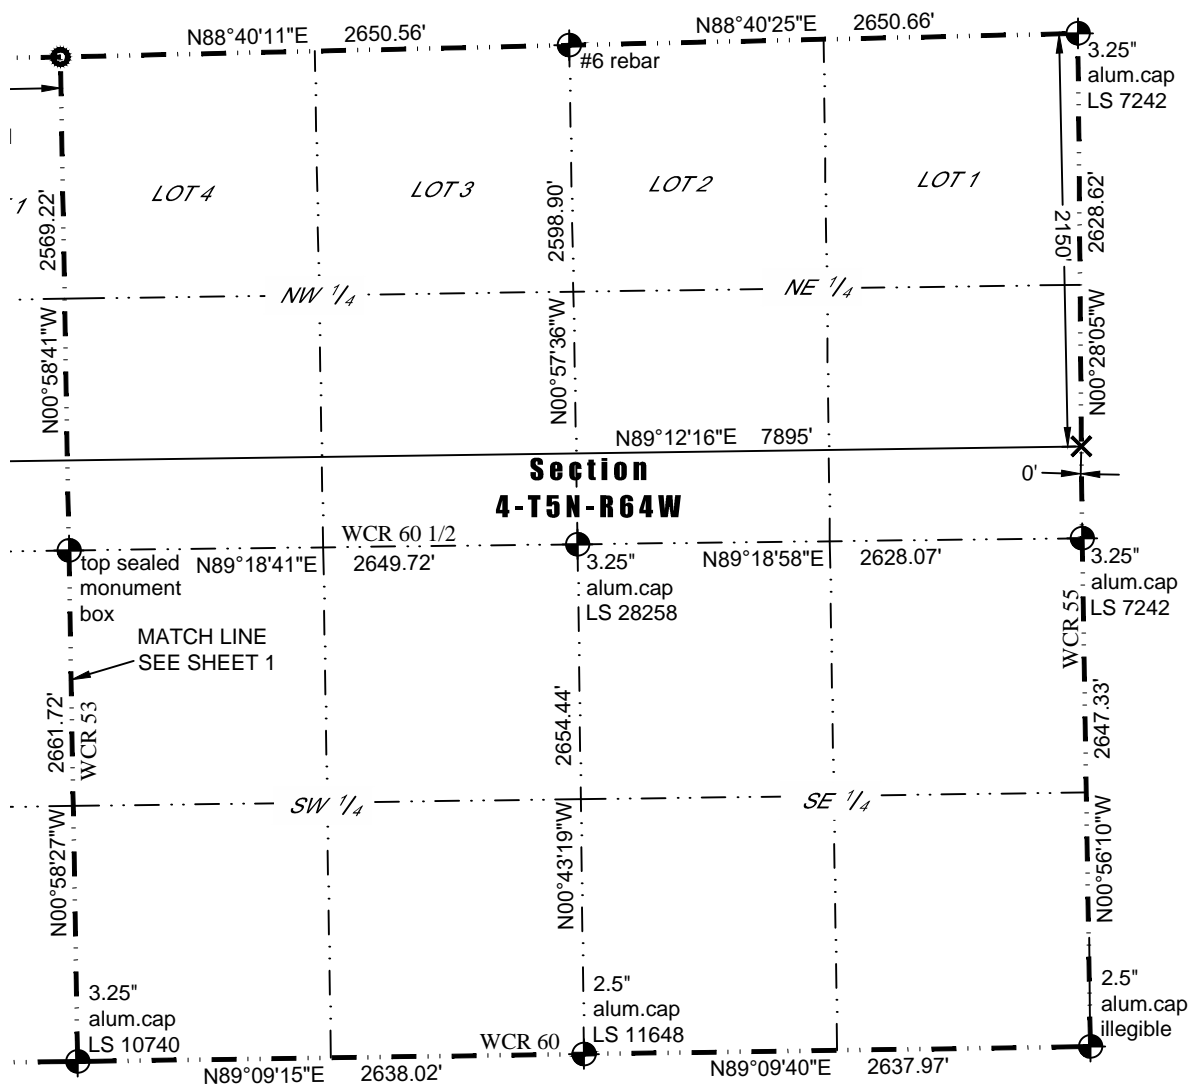 N88°40'11"E 2650.56'
N88°40'25"E 2650.66'
#6 rebar
3.25"
alum.cap
LS 7242
LOT 4
LOT 3
LOT 2
LOT 1
1
2569.22'
2598.90'
2150'
2628.62'
NW 1/4
NE 1/4
N00°58'41"W
N00°57'36"W
N00°28'05"W
N89°12'16"E 7895'
Section
4-T5N-R64W
0'
WCR 60 1/2
top sealed
monument
box
N89°18'41"E 2649.72'
3.25"
alum.cap
LS 28258
N89°18'58"E 2628.07'
3.25"
alum.cap
LS 7242
MATCH LINE
SEE SHEET 1
WCR 55
2661.72'
WCR 53
2654.44'
2647.33'
SW 1/4
SE 1/4
N00°58'27"W
N00°43'19"W
N00°56'10"W
3.25"
alum.cap
LS 10740
2.5"
alum.cap
LS 11648
2.5"
alum.cap
illegible
WCR 60
N89°09'15"E 2638.02'
N89°09'40"E 2637.97'